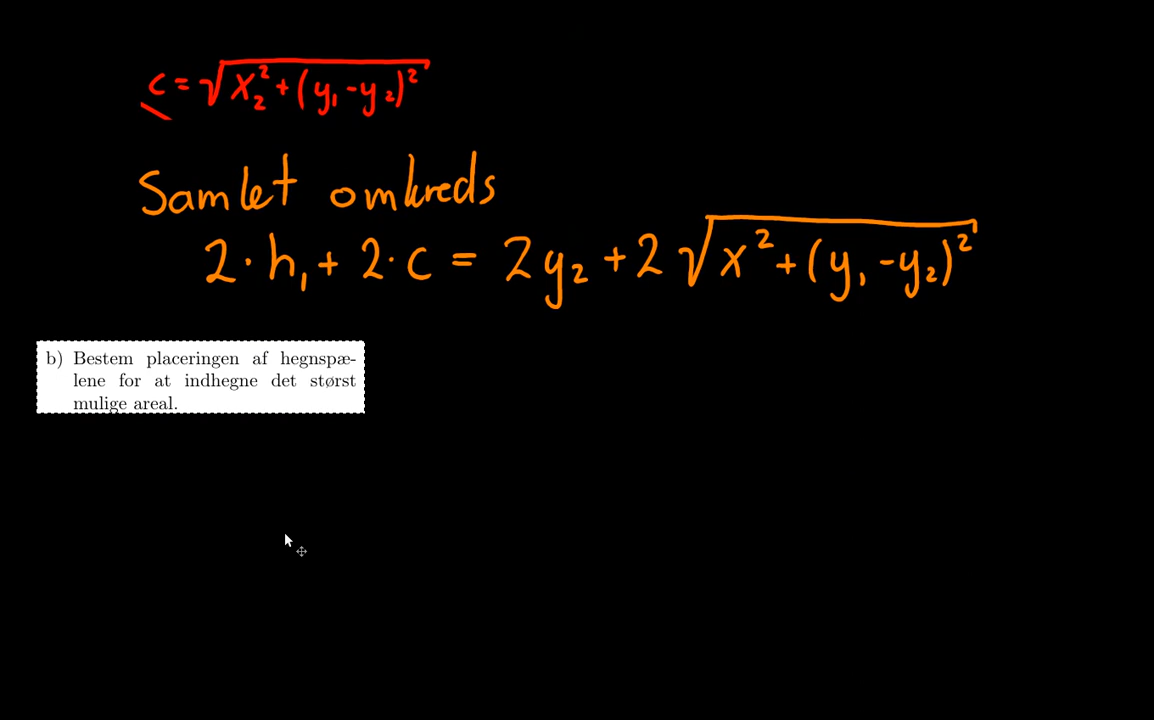 c = √x₂² + (y₁ - y₂)²
Samlet omkreds
2 · h₁ + 2 · c = 2y₂ + 2√x² + (y₁ - y₂)²
b) Bestem placeringen af hegnspæ-
lene for at indhegne det størst
mulige areal.